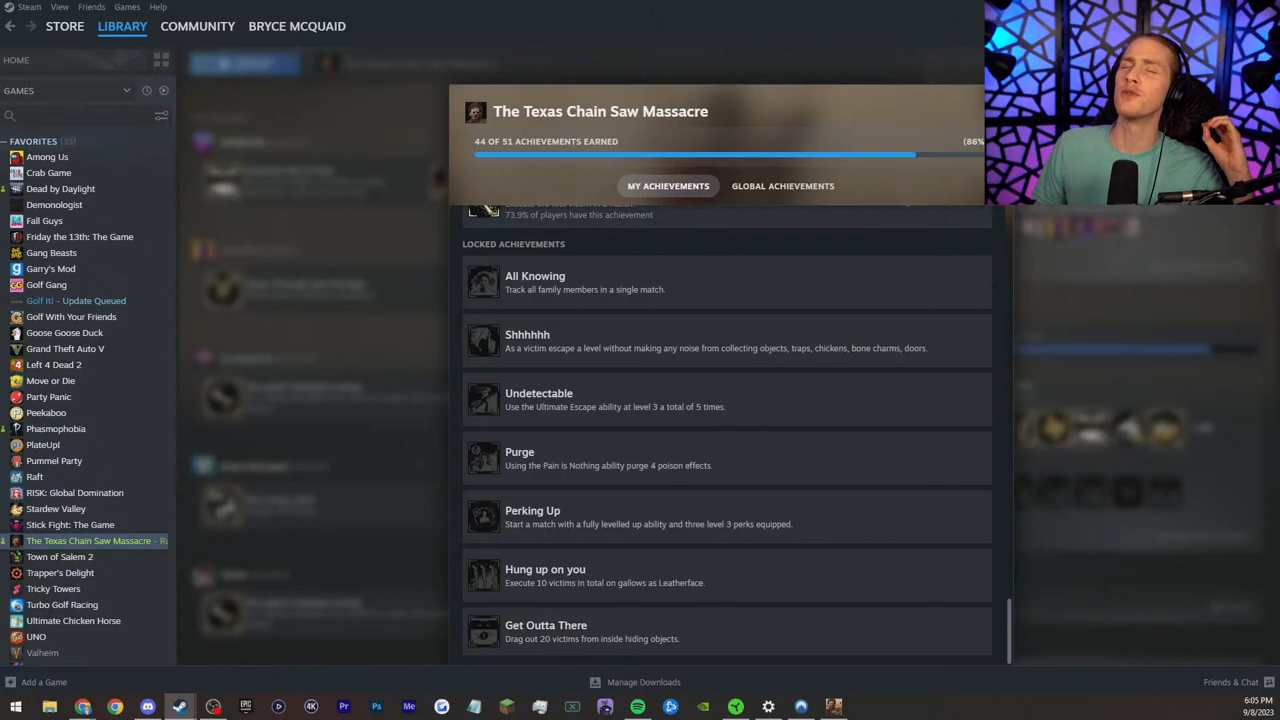 Steam View Friends Games Help
STORE LIBRARY COMMUNITY BRYCE MCQUAID
HOME
GAMES
FAVORITES (33)
Among Us
Crab Game
Dead by Daylight
Demonologist
Fall Guys
Friday the 13th: The Game
Gang Beasts
Garry's Mod
Golf Gang
Golf It! - Update Queued
Golf With Your Friends
Goose Goose Duck
Grand Theft Auto V
Left 4 Dead 2
Move or Die
Party Panic
Peekaboo
Phasmophobia
PlateUp!
Pummel Party
Raft
RISK: Global Domination
Stardew Valley
Stick Fight: The Game
The Texas Chain Saw Massacre - Ru
Town of Salem 2
Trapper's Delight
Tricky Towers
Turbo Golf Racing
Ultimate Chicken Horse
UNO
Valheim
The Texas Chain Saw Massacre
44 OF 51 ACHIEVEMENTS EARNED (86%
MY ACHIEVEMENTS GLOBAL ACHIEVEMENTS
73.9% of players have this achievement
LOCKED ACHIEVEMENTS
All Knowing
Track all family members in a single match.
Shhhhhh
As a victim escape a level without making any noise from collecting objects, traps, chickens, bone charms, doors.
Undetectable
Use the Ultimate Escape ability at level 3 a total of 5 times.
Purge
Using the Pain is Nothing ability purge 4 poison effects.
Perking Up
Start a match with a fully levelled up ability and three level 3 perks equipped.
Hung up on you
Execute 10 victims in total on gallows as Leatherface.
Get Outta There
Drag out 20 victims from inside hiding objects.
Add a Game Manage Downloads Friends & Chat
EPIC 4K Pr Ps Me
6:05 PM
9/8/2023